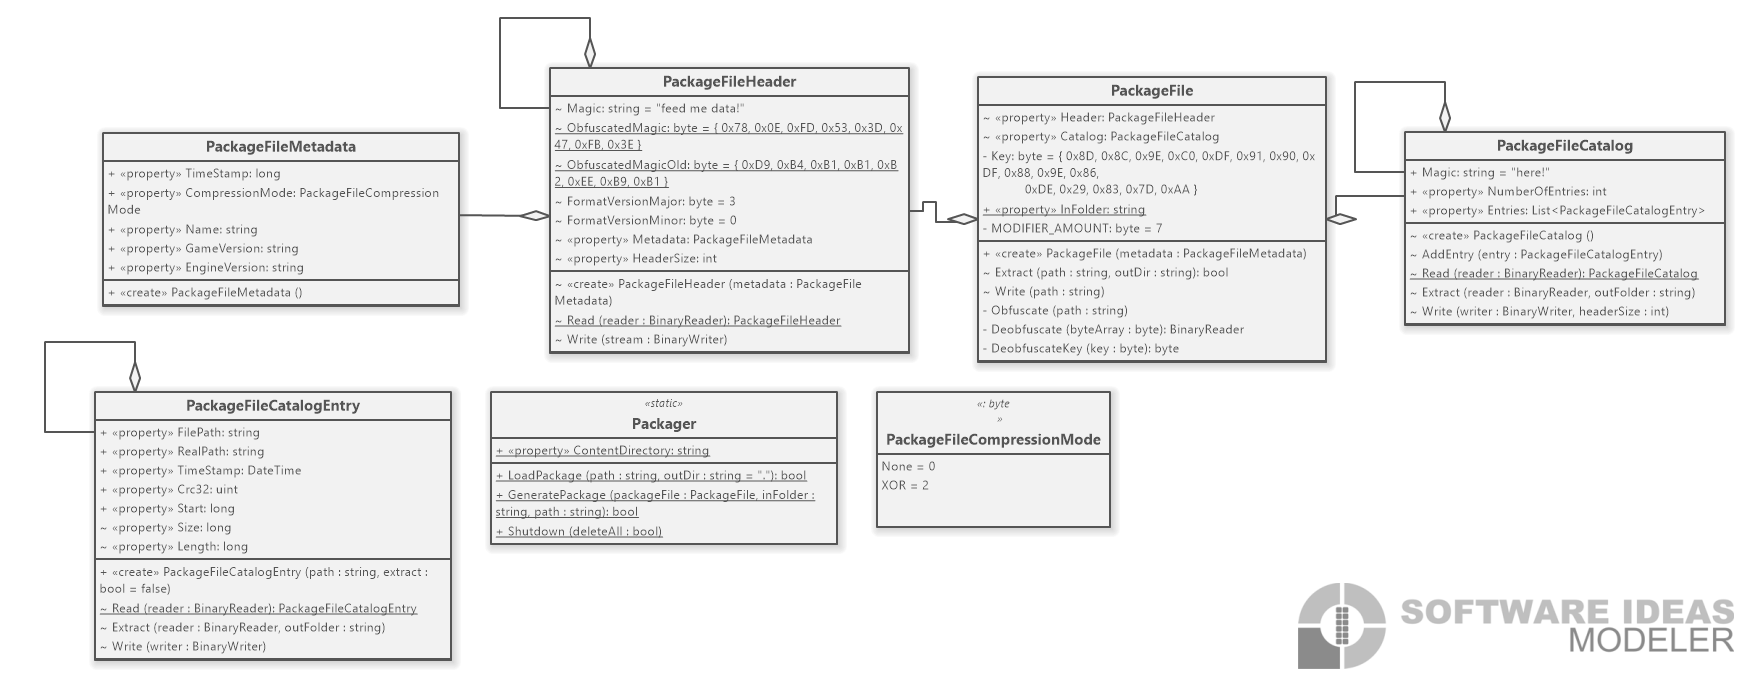 PackageFileHeader
~ Magic: string = "feed me data!"
~ ObfuscatedMagic: byte = { 0x78, 0x0E, 0xFD, 0x53, 0x3D, 0x
47, 0xFB, 0x3E }
~ ObfuscatedMagicOld: byte = { 0xD9, 0xB4, 0xB1, 0xB1, 0xB
2, 0xEE, 0xB9, 0xB1 }
~ FormatVersionMajor: byte = 3
~ FormatVersionMinor: byte = 0
~ «property» Metadata: PackageFileMetadata
~ «property» HeaderSize: int
~ «create» PackageFileHeader (metadata : PackageFile
Metadata)
~ Read (reader : BinaryReader): PackageFileHeader
~ Write (stream : BinaryWriter)
PackageFile
~ «property» Header: PackageFileHeader
~ «property» Catalog: PackageFileCatalog
- Key: byte = { 0x8D, 0x8C, 0x9E, 0xC0, 0xDF, 0x91, 0x90, 0x
DF, 0x88, 0x9E, 0x86,
0xDE, 0x29, 0x83, 0x7D, 0xAA }
+ «property» InFolder: string
- MODIFIER_AMOUNT: byte = 7
+ «create» PackageFile (metadata : PackageFileMetadata)
~ Extract (path : string, outDir : string): bool
~ Write (path : string)
- Obfuscate (path : string)
- Deobfuscate (byteArray : byte): BinaryReader
- DeobfuscateKey (key : byte): byte
PackageFileMetadata
+ «property» TimeStamp: long
+ «property» CompressionMode: PackageFileCompression
Mode
+ «property» Name: string
+ «property» GameVersion: string
+ «property» EngineVersion: string
+ «create» PackageFileMetadata ()
PackageFileCatalog
+ Magic: string = "here!"
+ «property» NumberOfEntries: int
+ «property» Entries: List<PackageFileCatalogEntry>
~ «create» PackageFileCatalog ()
~ AddEntry (entry : PackageFileCatalogEntry)
~ Read (reader : BinaryReader): PackageFileCatalog
~ Extract (reader : BinaryReader, outFolder : string)
~ Write (writer : BinaryWriter, headerSize : int)
PackageFileCatalogEntry
+ «property» FilePath: string
+ «property» RealPath: string
+ «property» TimeStamp: DateTime
+ «property» Crc32: uint
+ «property» Start: long
~ «property» Size: long
~ «property» Length: long
+ «create» PackageFileCatalogEntry (path : string, extract :
bool = false)
~ Read (reader : BinaryReader): PackageFileCatalogEntry
~ Extract (reader : BinaryReader, outFolder : string)
~ Write (writer : BinaryWriter)
«static»
Packager
+ «property» ContentDirectory: string
+ LoadPackage (path : string, outDir : string = "."): bool
+ GeneratePackage (packageFile : PackageFile, inFolder :
string, path : string): bool
+ Shutdown (deleteAll : bool)
«: byte
»
PackageFileCompressionMode
None = 0
XOR = 2
SOFTWARE IDEAS
MODELER